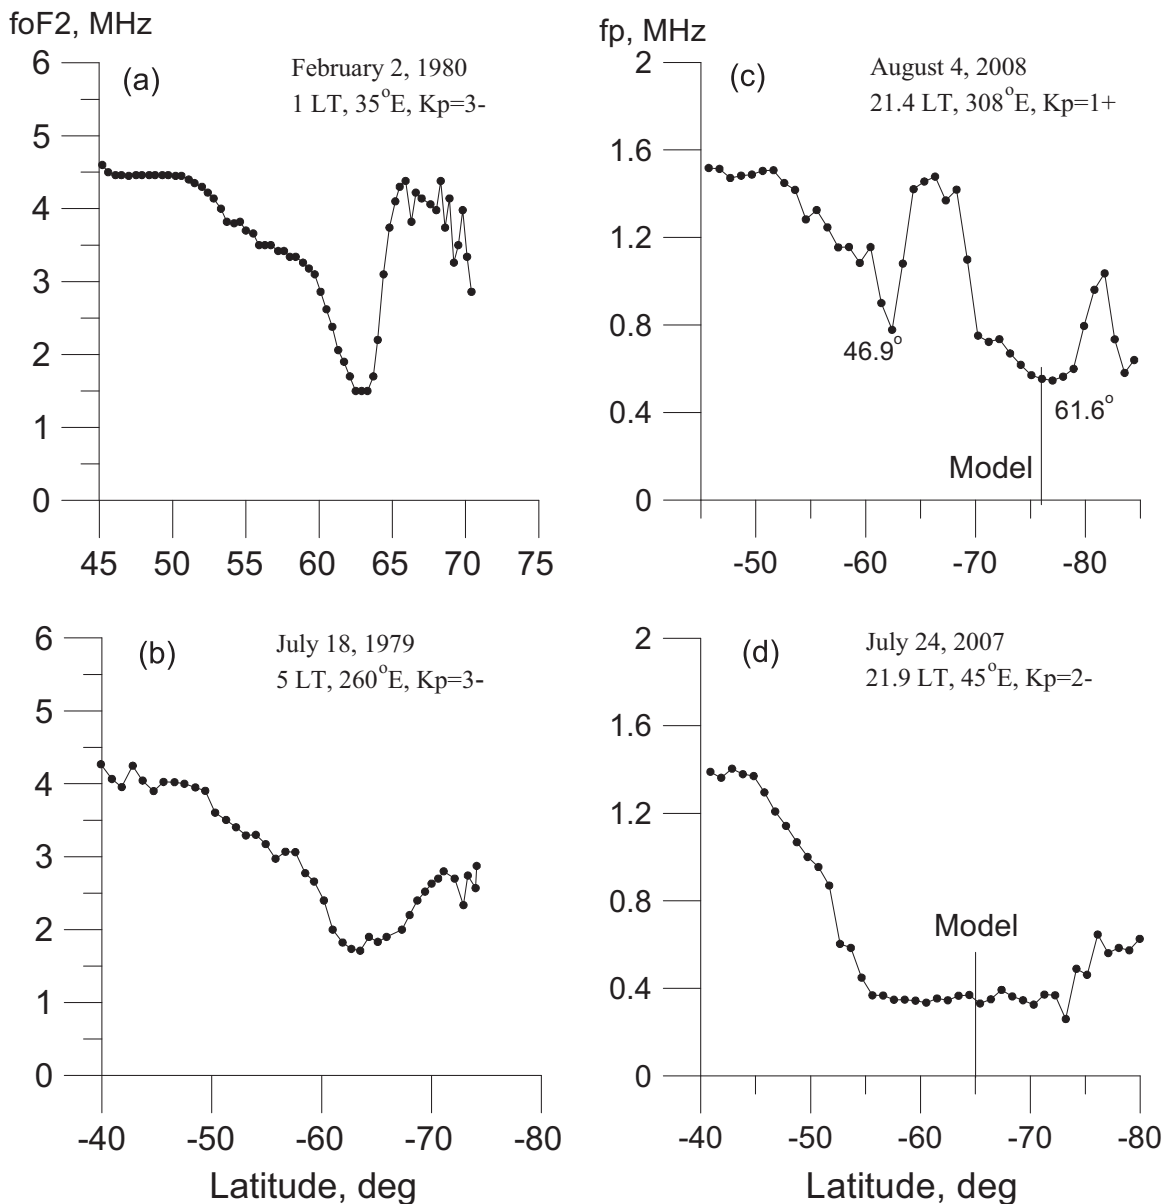 foF2, MHz
6
5
4
3
2
1
0
(a)
February 2, 1980
1 LT, 35°E, Kp=3-
45 50 55 60 65 70 75
fp, MHz
2
1.6
1.2
0.8
0.4
0
(c)
August 4, 2008
21.4 LT, 308°E, Kp=1+
46.9°
61.6°
Model
-50 -60 -70 -80
6
5
4
3
2
1
0
(b)
July 18, 1979
5 LT, 260°E, Kp=3-
-40 -50 -60 -70 -80
Latitude, deg
2
1.6
1.2
0.8
0.4
0
(d)
July 24, 2007
21.9 LT, 45°E, Kp=2-
Model
-40 -50 -60 -70 -80
Latitude, deg